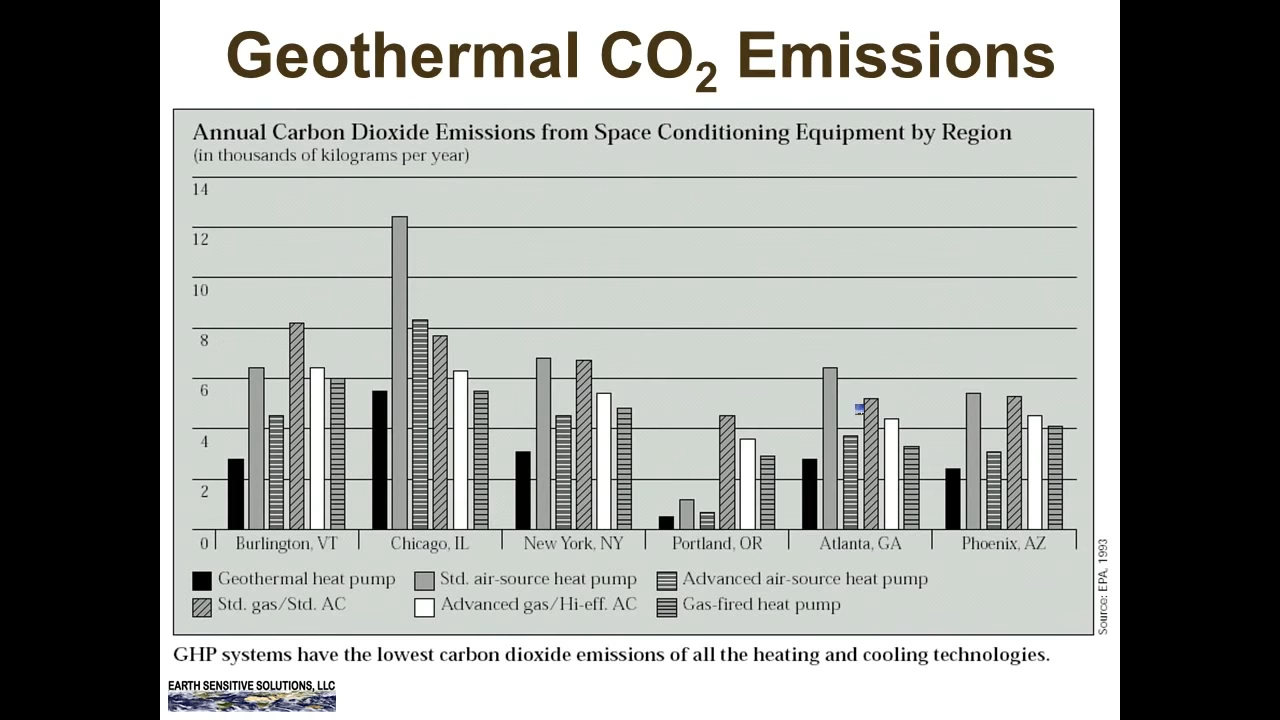 Geothermal CO₂ Emissions
Annual Carbon Dioxide Emissions from Space Conditioning Equipment by Region
(in thousands of kilograms per year)
14
12
10
8
6
4
2
0
Burlington, VT Chicago, IL New York, NY Portland, OR Atlanta, GA Phoenix, AZ
Geothermal heat pump Std. air-source heat pump Advanced air-source heat pump
Std. gas/Std. AC Advanced gas/Hi-eff. AC Gas-fired heat pump
Source: EPA, 1993
GHP systems have the lowest carbon dioxide emissions of all the heating and cooling technologies.
EARTH SENSITIVE SOLUTIONS, LLC